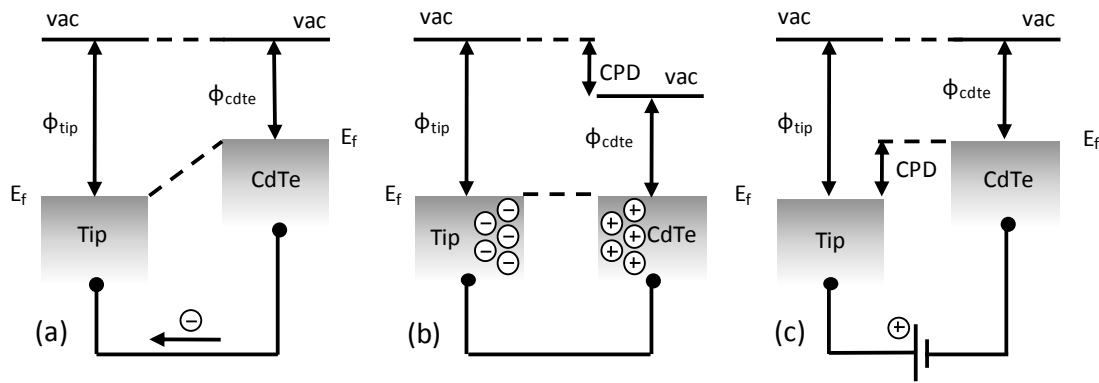 vac
vac
ϕtip
ϕcdte
Ef
Ef
CdTe
Tip
−
(a)
vac
CPD
vac
ϕtip
ϕcdte
Ef
Tip
− − − − −
+ + + + +
CdTe
(b)
vac
vac
ϕtip
ϕcdte
Ef
CPD
CdTe
Ef
Tip
+
(c)